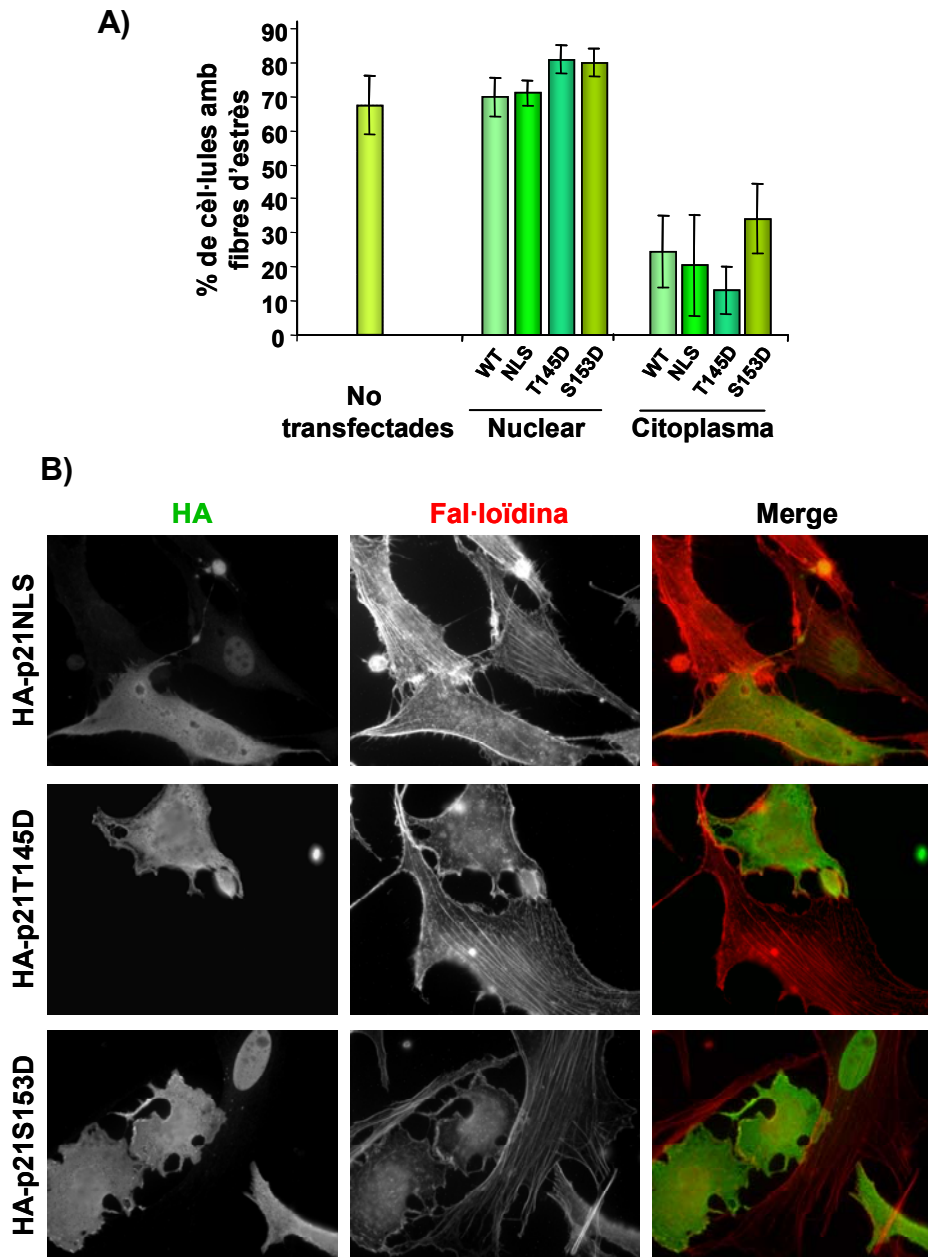 A)
% de cèl·lules amb
fibres d'estrès
90
80
70
60
50
40
30
20
10
0
WT
NLS
T145D
S153D
WT
NLS
T145D
S153D
No
transfectades
Nuclear
Citoplasma
B)
HA
Fal·loïdina
Merge
HA-p21NLS
HA-p21T145D
HA-p21S153D